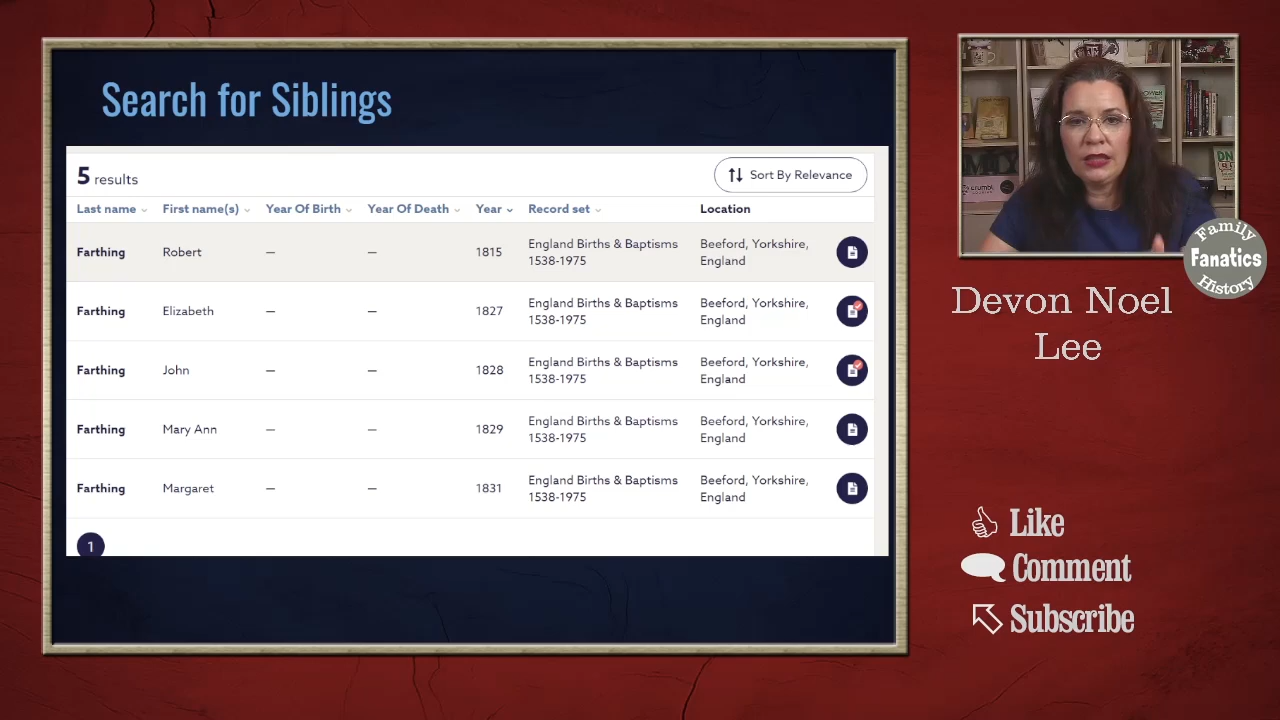 Search for Siblings
5 results
Sort By Relevance
Last name First name(s) Year Of Birth Year Of Death Year Record set Location
Farthing Robert — — 1815 England Births & Baptisms 1538-1975 Beeford, Yorkshire, England
Farthing Elizabeth — — 1827 England Births & Baptisms 1538-1975 Beeford, Yorkshire, England
Farthing John — — 1828 England Births & Baptisms 1538-1975 Beeford, Yorkshire, England
Farthing Mary Ann — — 1829 England Births & Baptisms 1538-1975 Beeford, Yorkshire, England
Farthing Margaret — — 1831 England Births & Baptisms 1538-1975 Beeford, Yorkshire, England
1
Family
Fanatics
History
Devon Noel
Lee
Like
Comment
Subscribe